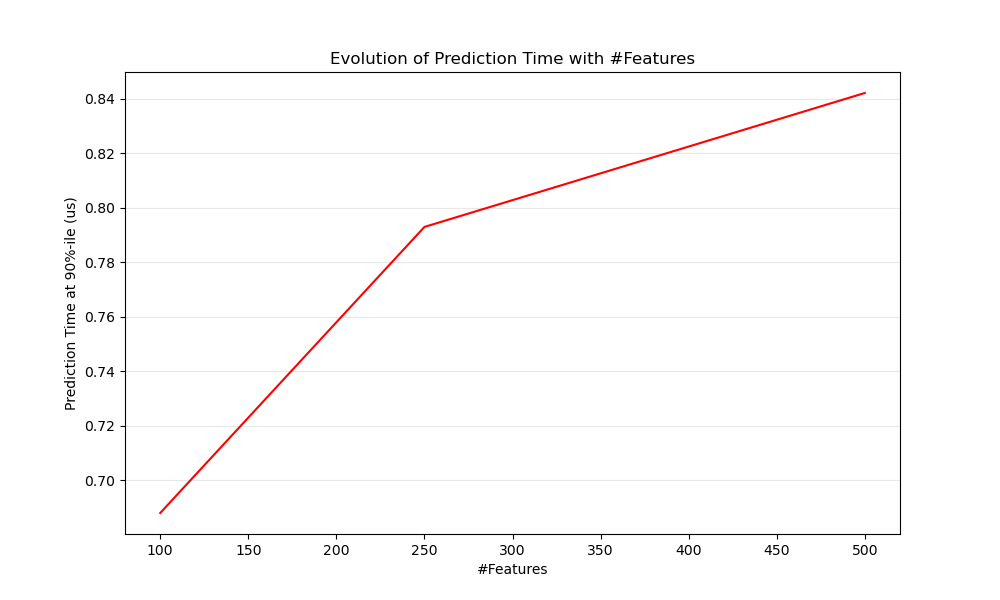 Evolution of Prediction Time with #Features
Prediction Time at 90%-ile (us)
0.84
0.82
0.80
0.78
0.76
0.74
0.72
0.70
100 150 200 250 300 350 400 450 500
#Features